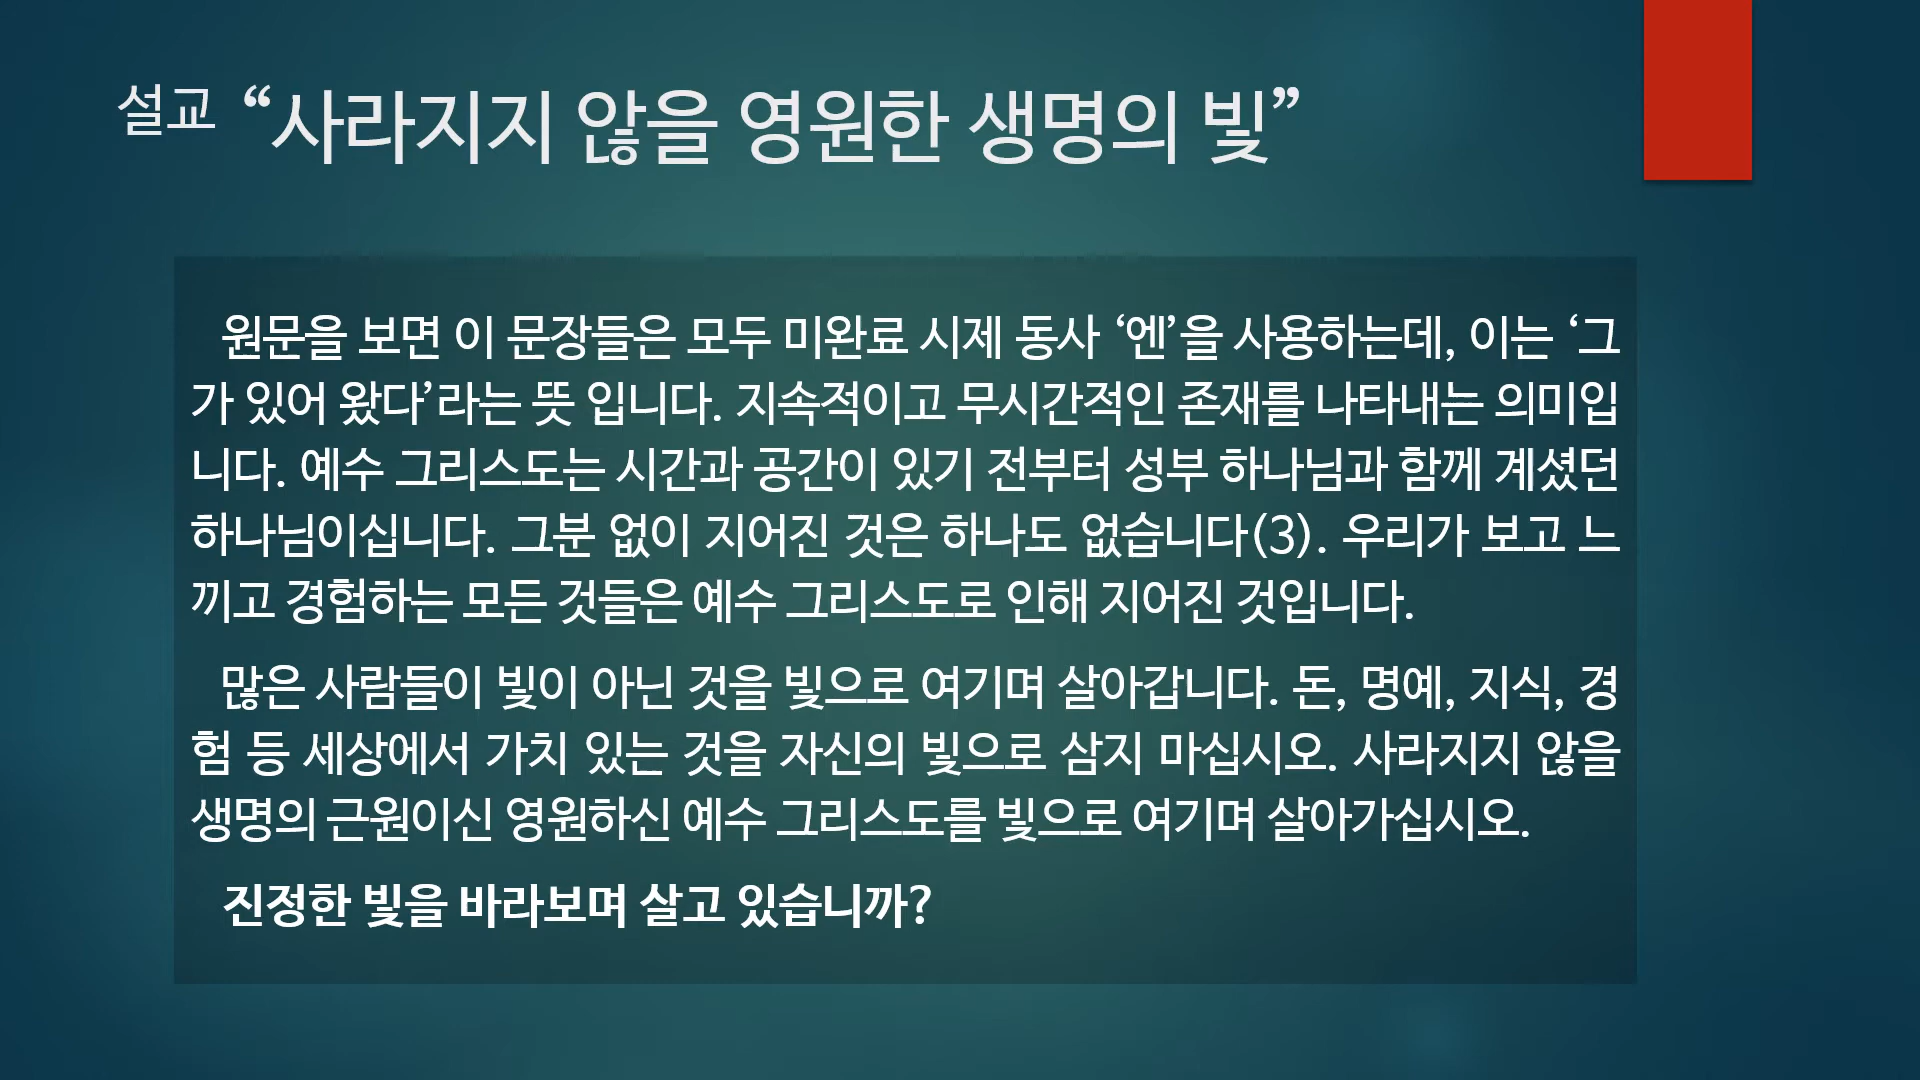 설교 “사라지지 않을 영원한 생명의 빛”
원문을 보면 이 문장들은 모두 미완료 시제 동사 ‘엔’을 사용하는데, 이는 ‘그
가 있어 왔다’라는 뜻 입니다. 지속적이고 무시간적인 존재를 나타내는 의미입
니다. 예수 그리스도는 시간과 공간이 있기 전부터 성부 하나님과 함께 계셨던
하나님이십니다. 그분 없이 지어진 것은 하나도 없습니다(3). 우리가 보고 느
끼고 경험하는 모든 것들은 예수 그리스도로 인해 지어진 것입니다.
많은 사람들이 빛이 아닌 것을 빛으로 여기며 살아갑니다. 돈, 명예, 지식, 경
험 등 세상에서 가치 있는 것을 자신의 빛으로 삼지 마십시오. 사라지지 않을
생명의 근원이신 영원하신 예수 그리스도를 빛으로 여기며 살아가십시오.
진정한 빛을 바라보며 살고 있습니까?